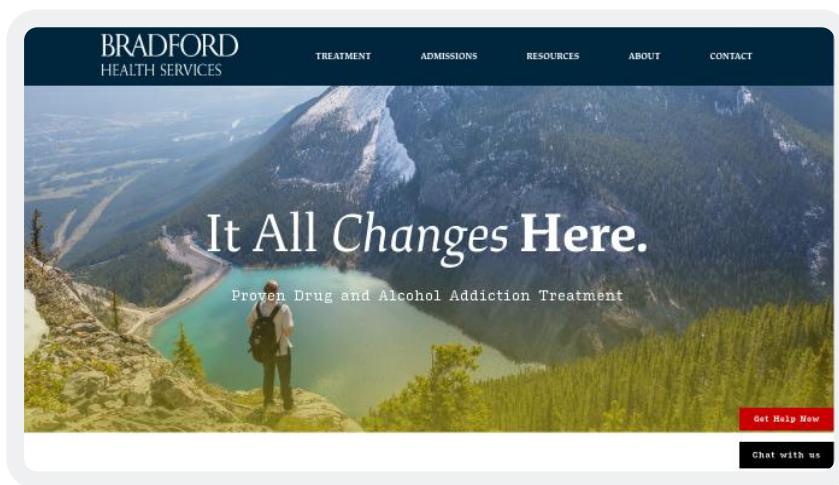 BRADFORD
HEALTH SERVICES
TREATMENT ADMISSIONS RESOURCES ABOUT CONTACT
It All Changes Here.
Proven Drug and Alcohol Addiction Treatment
Get Help Now
Chat with us